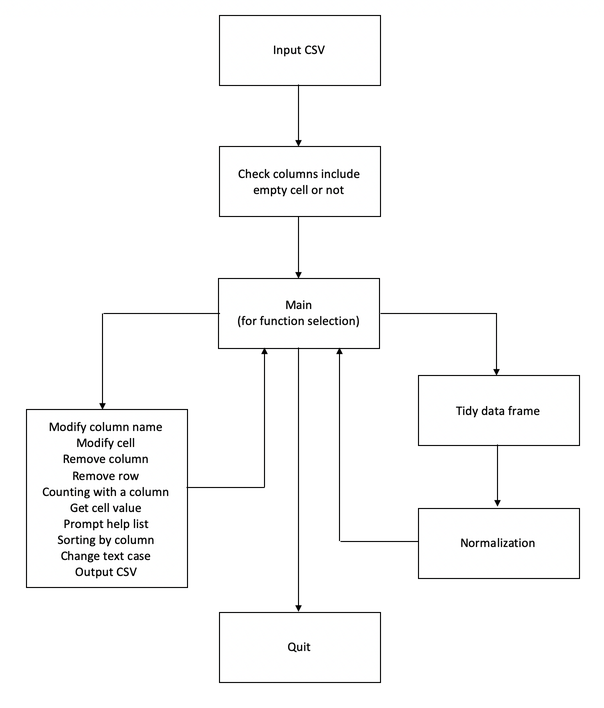 Input CSV
Check columns include
empty cell or not
Main
(for function selection)
Tidy data frame
Modify column name
Modify cell
Remove column
Remove row
Counting with a column
Get cell value
Prompt help list
Sorting by column
Change text case
Output CSV
Normalization
Quit